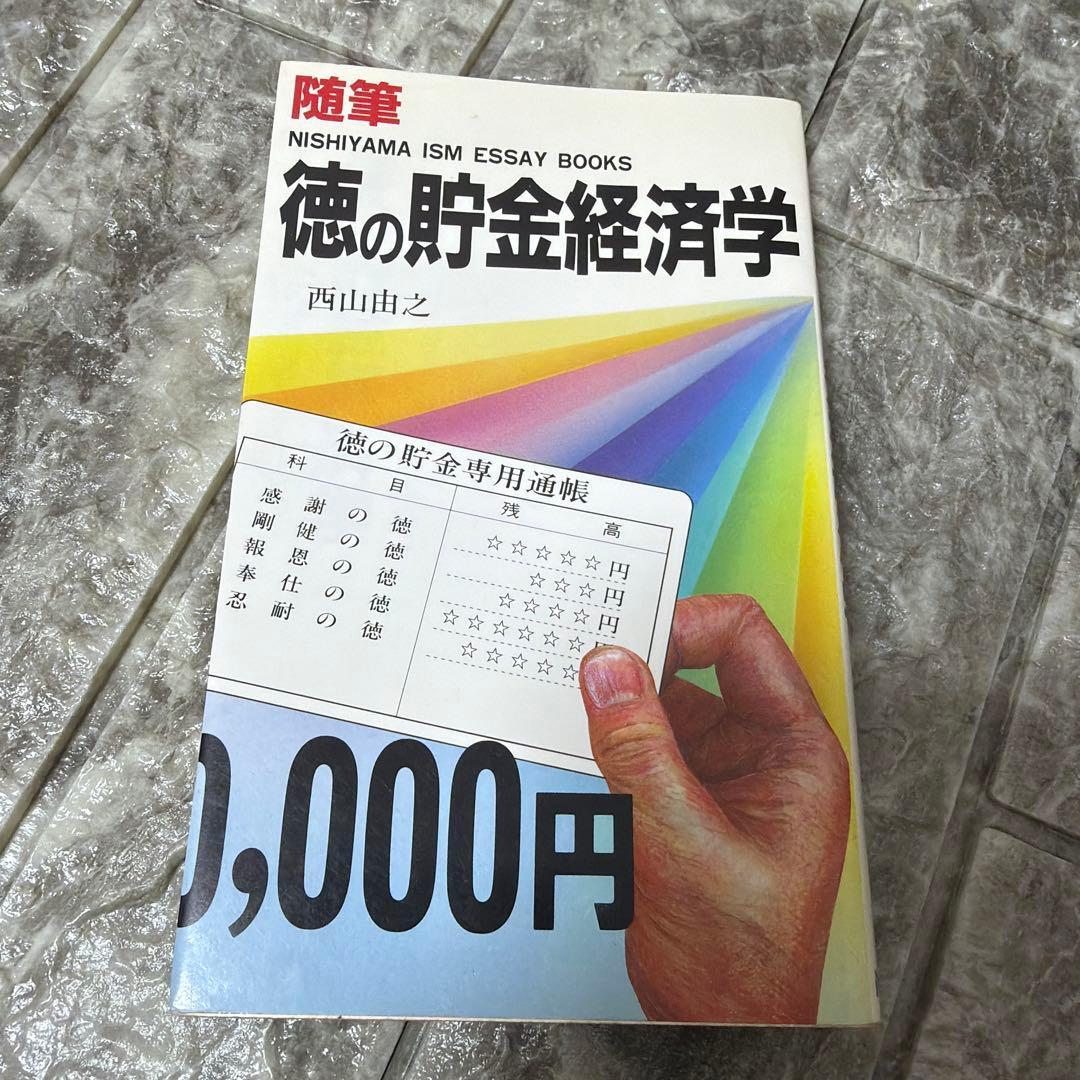 随筆
NISHIYAMA ISM ESSAY BOOKS
徳の貯金経済学
西山由之
徳の貯金専用通帳
科目 残高
感謝の徳 ☆☆☆☆☆円
剛健の徳 ☆☆☆円
報恩の徳 ☆☆☆☆円
奉仕の徳 ☆☆☆☆☆☆円
忍耐の徳 ☆☆☆☆☆
0,000円